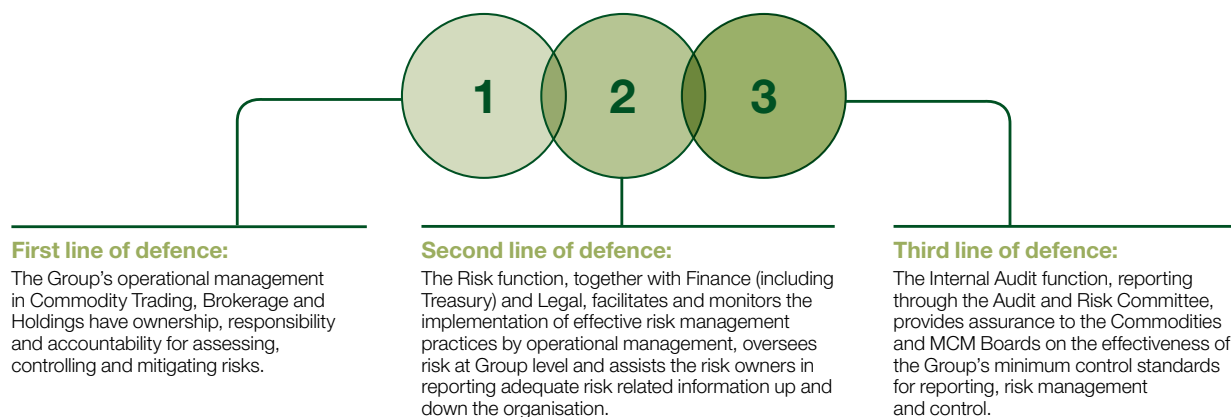 1
2
3
First line of defence:
The Group’s operational management
in Commodity Trading, Brokerage and
Holdings have ownership, responsibility
and accountability for assessing,
controlling and mitigating risks.
Second line of defence:
The Risk function, together with Finance (including
Treasury) and Legal, facilitates and monitors the
implementation of effective risk management
practices by operational management, oversees
risk at Group level and assists the risk owners in
reporting adequate risk related information up and
down the organisation.
Third line of defence:
The Internal Audit function, reporting
through the Audit and Risk Committee,
provides assurance to the Commodities
and MCM Boards on the effectiveness of
the Group’s minimum control standards
for reporting, risk management
and control.